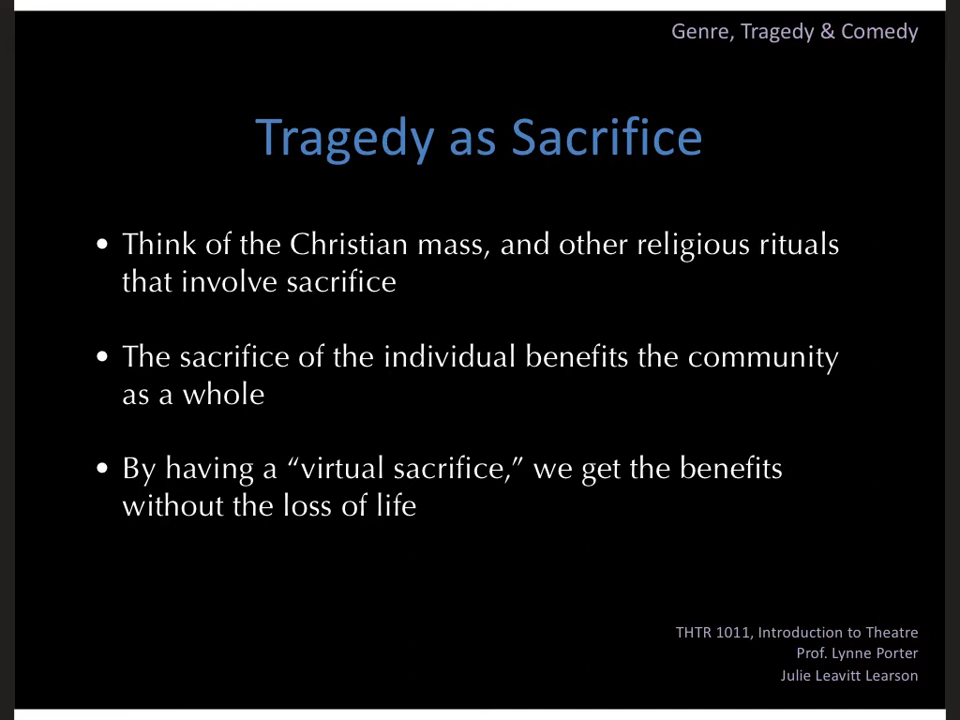 Genre, Tragedy & Comedy
Tragedy as Sacrifice
• Think of the Christian mass, and other religious rituals
that involve sacrifice
• The sacrifice of the individual benefits the community
as a whole
• By having a “virtual sacrifice,” we get the benefits
without the loss of life
THTR 1011, Introduction to Theatre
Prof. Lynne Porter
Julie Leavitt Learson